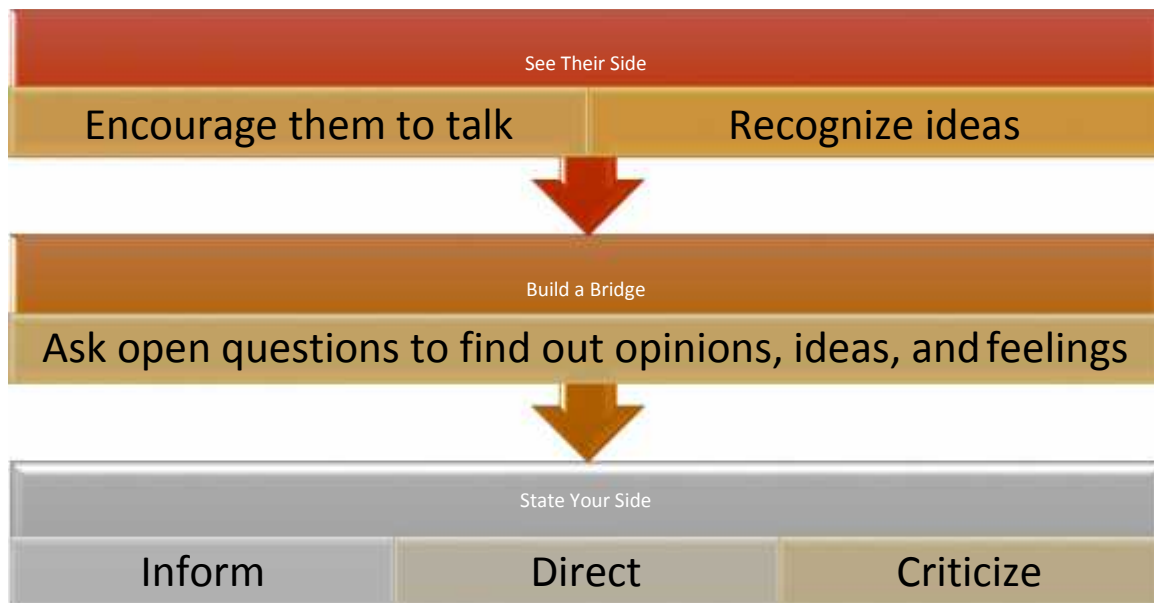 See Their Side
Encourage them to talk
Recognize ideas
Build a Bridge
Ask open questions to find out opinions, ideas, and feelings
State Your Side
Inform
Direct
Criticize